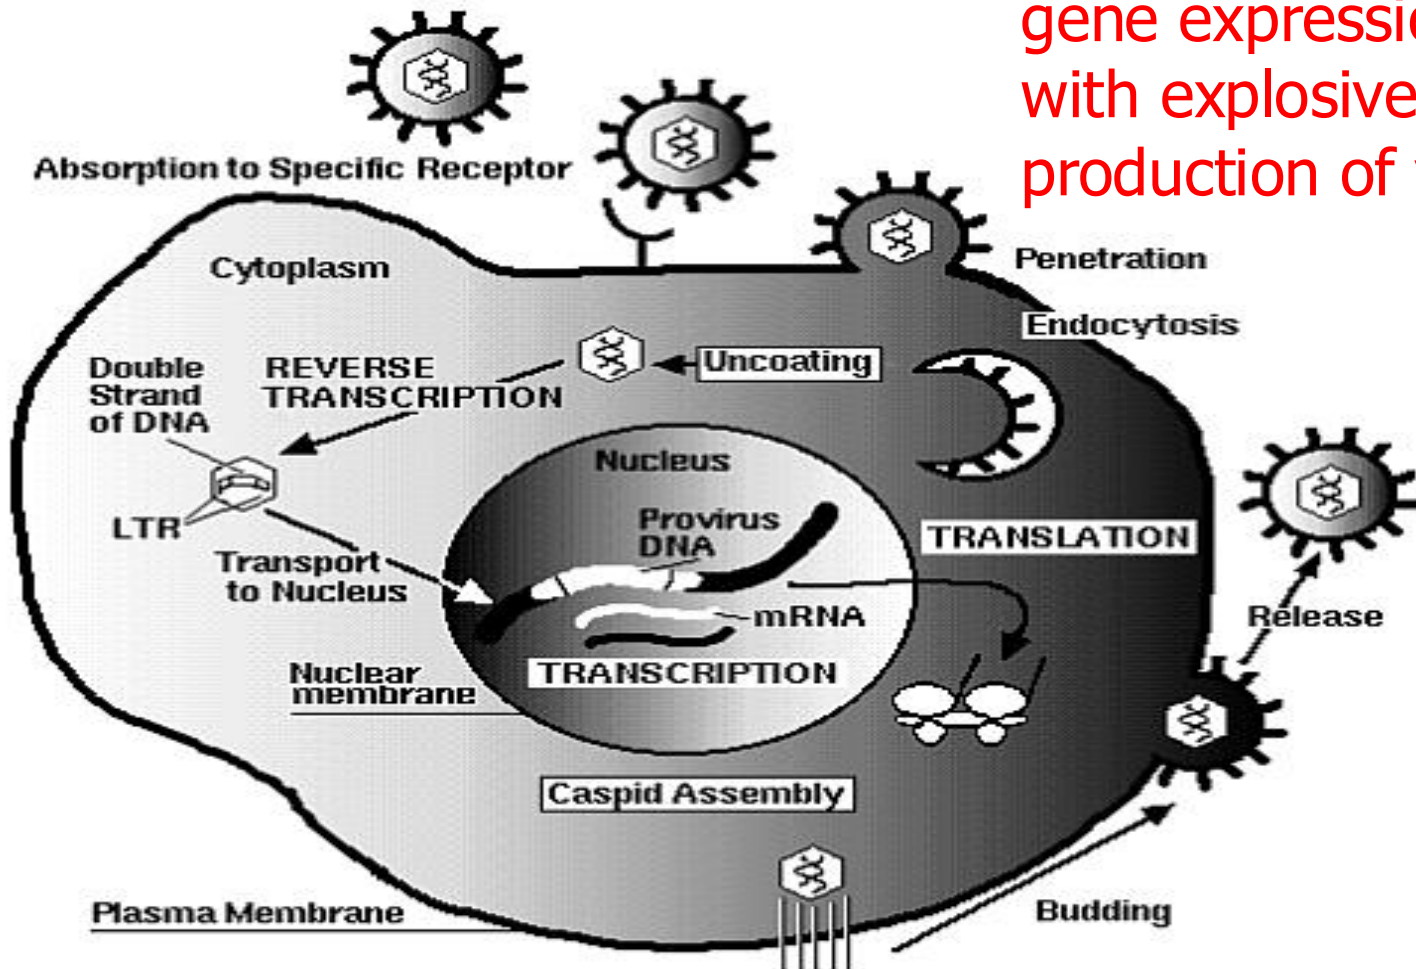 gene expressio
with explosive
production of
Absorption to Specific Receptor
Cytoplasm
Penetration
Endocytosis
Uncoating
Double
Strand
of DNA
REVERSE
TRANSCRIPTION
Nucleus
LTR
Provirus
DNA
TRANSLATION
Transport
to Nucleus
mRNA
Release
Nuclear
membrane
TRANSCRIPTION
Caspid Assembly
Plasma Membrane
Budding